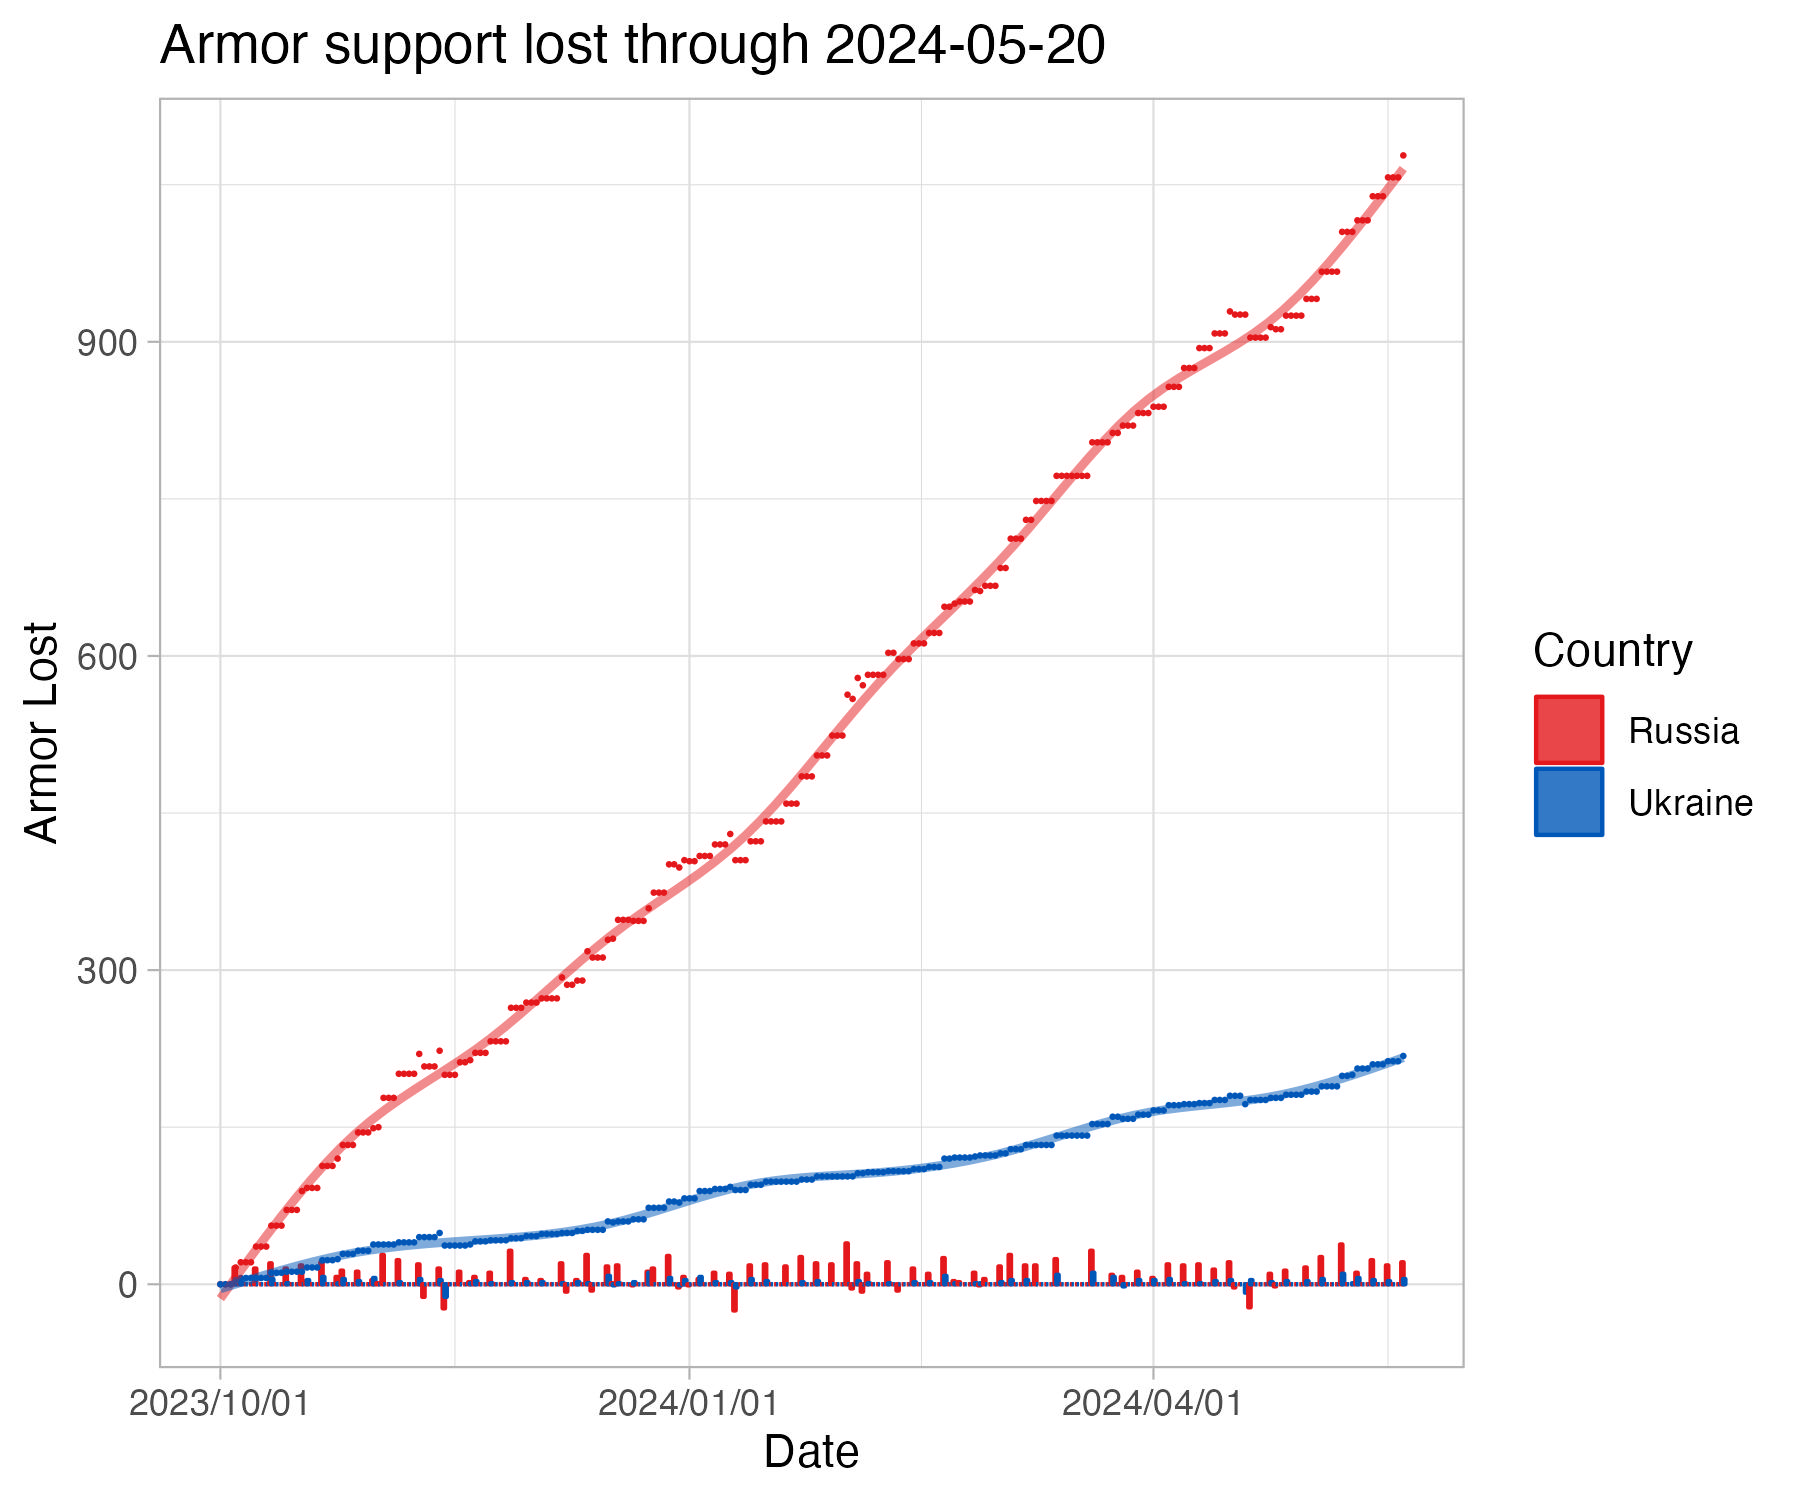 Armor support lost through 2024-05-20
Armor Lost
900
600
300
0
2023/10/01
2024/01/01
2024/04/01
Date
Country
Russia
Ukraine